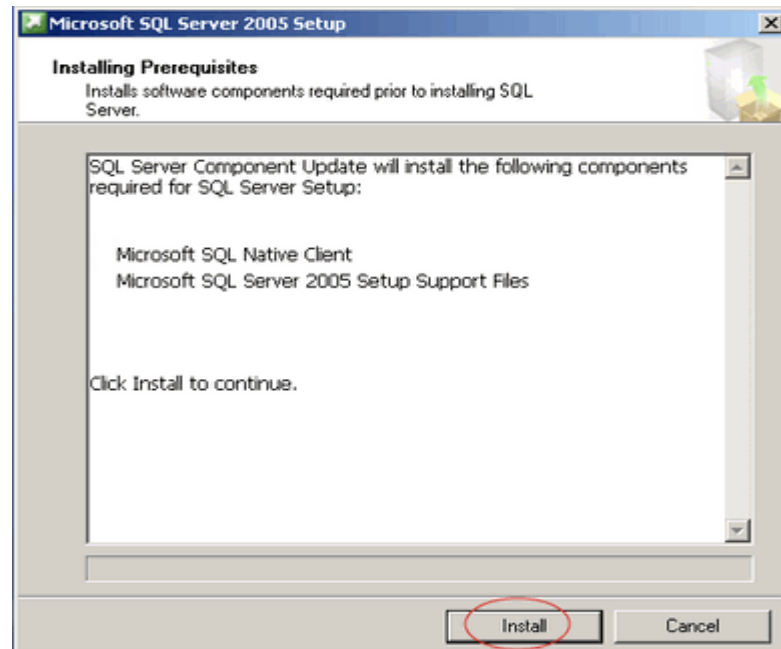 Microsoft SQL Server 2005 Setup
Installing Prerequisites
Installs software components required prior to installing SQL
Server.
SQL Server Component Update will install the following components
required for SQL Server Setup:
Microsoft SQL Native Client
Microsoft SQL Server 2005 Setup Support Files
Click Install to continue.
Install
Cancel